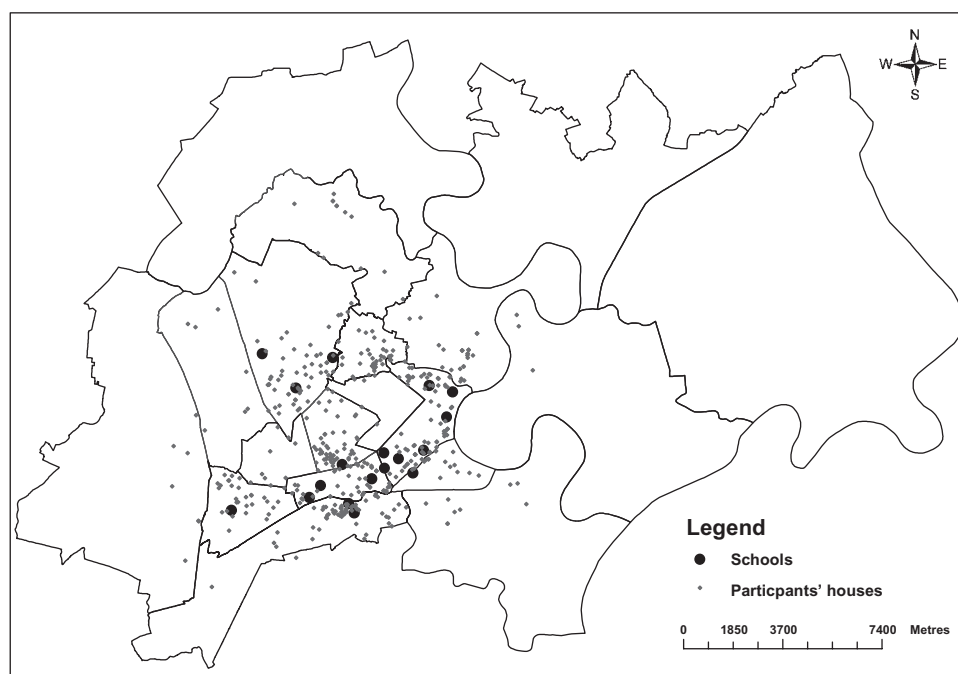 N
W E
S
Legend
Schools
Particpants' houses
0 1850 3700 7400 Metres